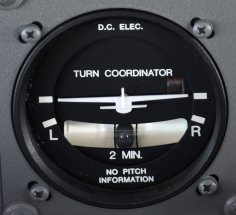 D.C. ELEC.
TURN COORDINATOR
L R
2 MIN.
NO PITCH
INFORMATION